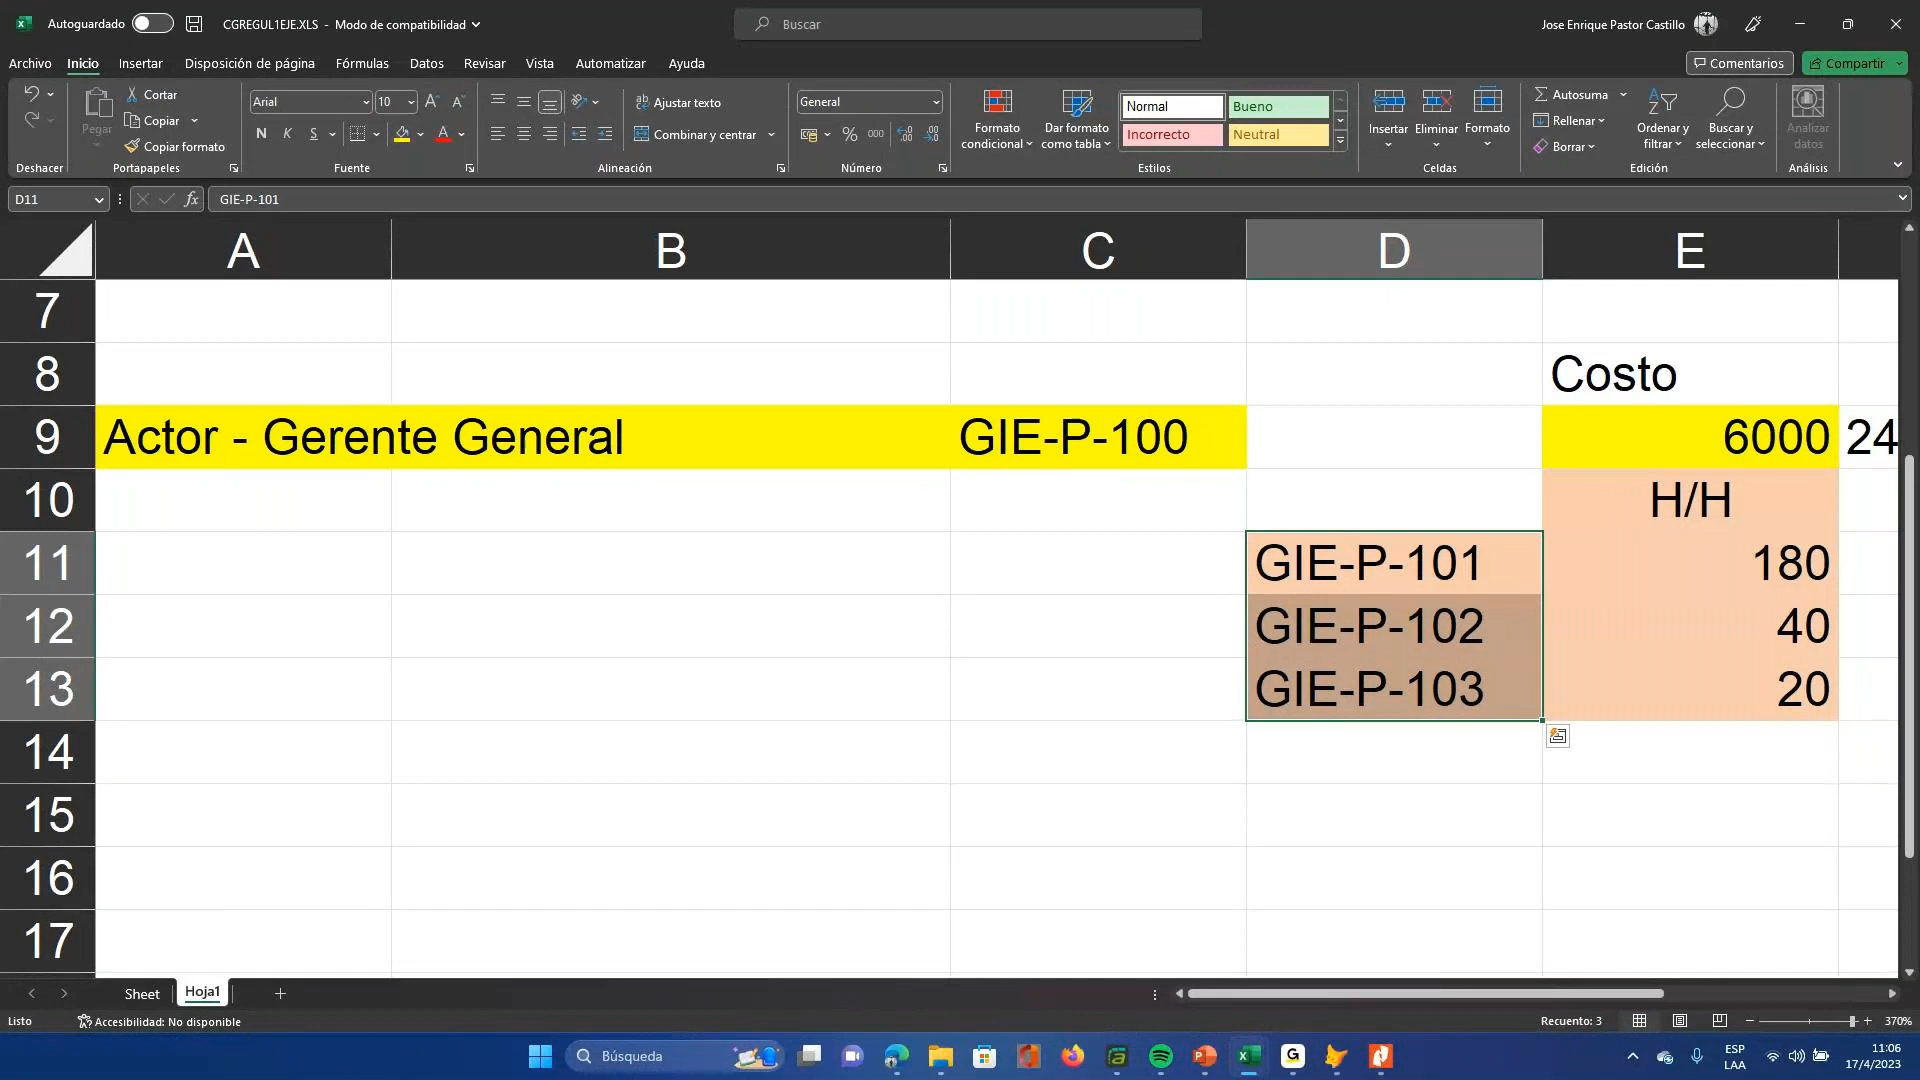 Autoguardado
CGREGUL1EJE.XLS - Modo de compatibilidad
Buscar
Jose Enrique Pastor Castillo
Archivo Inicio Insertar Disposición de página Fórmulas Datos Revisar Vista Automatizar Ayuda
Comentarios Compartir
Pegar
Cortar
Copiar
Copiar formato
Arial 10
N K S
Ajustar texto
Combinar y centrar
General
% 000
Formato condicional
Dar formato como tabla
Normal Bueno
Incorrecto Neutral
Insertar Eliminar Formato
Autosuma
Rellenar
Borrar
Ordenar y filtrar
Buscar y seleccionar
Analizar datos
Deshacer Portapapeles Fuente Alineación Número Estilos Celdas Edición Análisis
D11 fx GIE-P-101
A B C D E
7
8 Costo
9 Actor - Gerente General GIE-P-100 6000 24
10 H/H
11 GIE-P-101 180
12 GIE-P-102 40
13 GIE-P-103 20
14
15
16
17
Sheet Hoja1
Listo Accesibilidad: No disponible Recuento: 3 370%
Búsqueda
ESP
LAA
11:06
17/4/2023